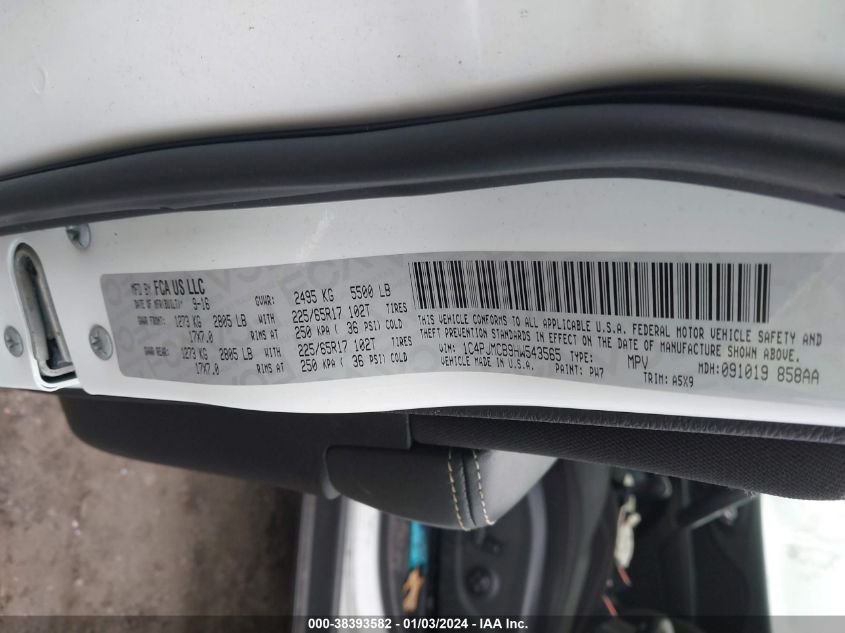 MFD BY FCA US LLC
DATE OF MFR(BUILT): 9-16 GVWR: 2495 KG 5500 LB
GAWR FRONT: 1273 KG 2805 LB WITH 225/65R17 102T TIRES
17X7.0 RIMS AT 250 KPA ( 36 PSI) COLD
GAWR REAR: 1273 KG 2805 LB WITH 225/65R17 102T TIRES
17X7.0 RIMS AT 250 KPA ( 36 PSI) COLD
THIS VEHICLE CONFORMS TO ALL APPLICABLE U.S.A. FEDERAL MOTOR VEHICLE SAFETY AND
THEFT PREVENTION STANDARDS IN EFFECT ON THE DATE OF MANUFACTURE SHOWN ABOVE.
VIN: 1C4PJMCB9HW543565 TYPE: MPV MDH: 091019 858AA
MADE IN U.S.A. PAINT: PW7 TRIM: A5X9
000-38393582 - 01/03/2024 - IAA Inc.